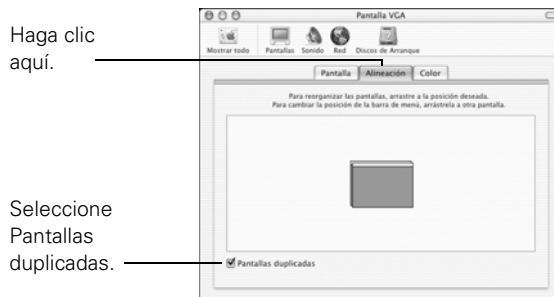 Haga clic
aquí.
Seleccione
Pantallas
duplicadas.
Pantalla VGA
Mostrar todo Pantallas Sonido Red Discos de Arranque
Pantalla Alineación Color
Para reorganizar las pantallas, arrastre a la posición deseada.
Para cambiar la posición de la barra de menú, arrástrela a otra pantalla.
Pantallas duplicadas